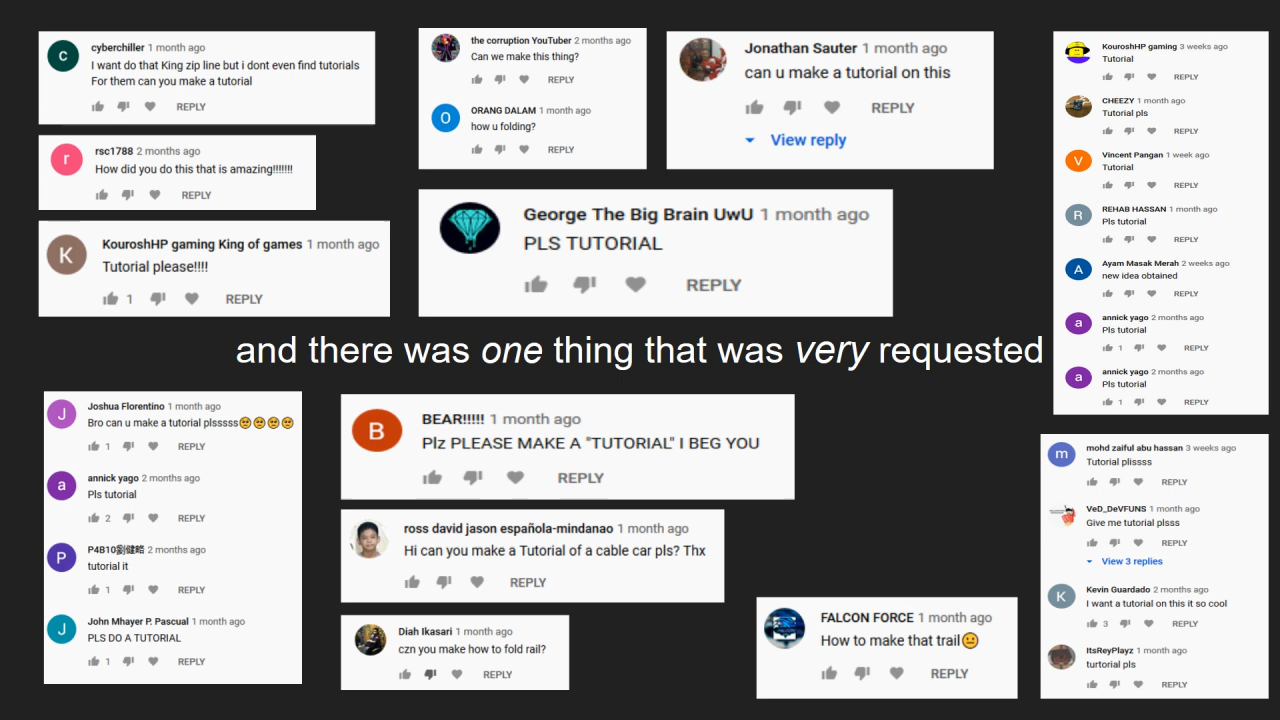 cyberchiller 1 month ago
I want do that King zip line but i dont even find tutorials
For them can you make a tutorial
REPLY
rsc1788 2 months ago
How did you do this that is amazing!!!!!!!
REPLY
KouroshHP gaming King of games 1 month ago
Tutorial please!!!!
1 REPLY
the corruption YouTuber 2 months ago
Can we make this thing?
REPLY
ORANG DALAM 1 month ago
how u folding?
REPLY
Jonathan Sauter 1 month ago
can u make a tutorial on this
REPLY
View reply
George The Big Brain UwU 1 month ago
PLS TUTORIAL
REPLY
KouroshHP gaming 3 weeks ago
Tutorial
REPLY
CHEEZY 1 month ago
Tutorial pls
REPLY
Vincent Pangan 1 week ago
Tutorial
REPLY
REHAB HASSAN 1 month ago
Pls tutorial
REPLY
Ayam Masak Merah 2 weeks ago
new idea obtained
REPLY
annick yago 2 months ago
Pls tutorial
1 REPLY
annick yago 2 months ago
Pls tutorial
1 REPLY
and there was one thing that was very requested
Joshua Florentino 1 month ago
Bro can u make a tutorial plsssss🥺🥺🥺🥺
1 REPLY
annick yago 2 months ago
Pls tutorial
2 REPLY
P4B10劉健晧 2 months ago
tutorial it
1 REPLY
John Mhayer P. Pascual 1 month ago
PLS DO A TUTORIAL
1 REPLY
BEAR!!!!! 1 month ago
Plz PLEASE MAKE A "TUTORIAL" I BEG YOU
REPLY
ross david jason española-mindanao 1 month ago
Hi can you make a Tutorial of a cable car pls? Thx
REPLY
Diah Ikasari 1 month ago
czn you make how to fold rail?
REPLY
FALCON FORCE 1 month ago
How to make that trail😐
REPLY
mohd zaiful abu hassan 3 weeks ago
Tutorial plissss
REPLY
VeD_DeVFUNS 1 month ago
Give me tutorial plsss
REPLY
View 3 replies
Kevin Guardado 2 months ago
I want a tutorial on this it so cool
3 REPLY
ItsReyPlayz 1 month ago
turtorial pls
REPLY